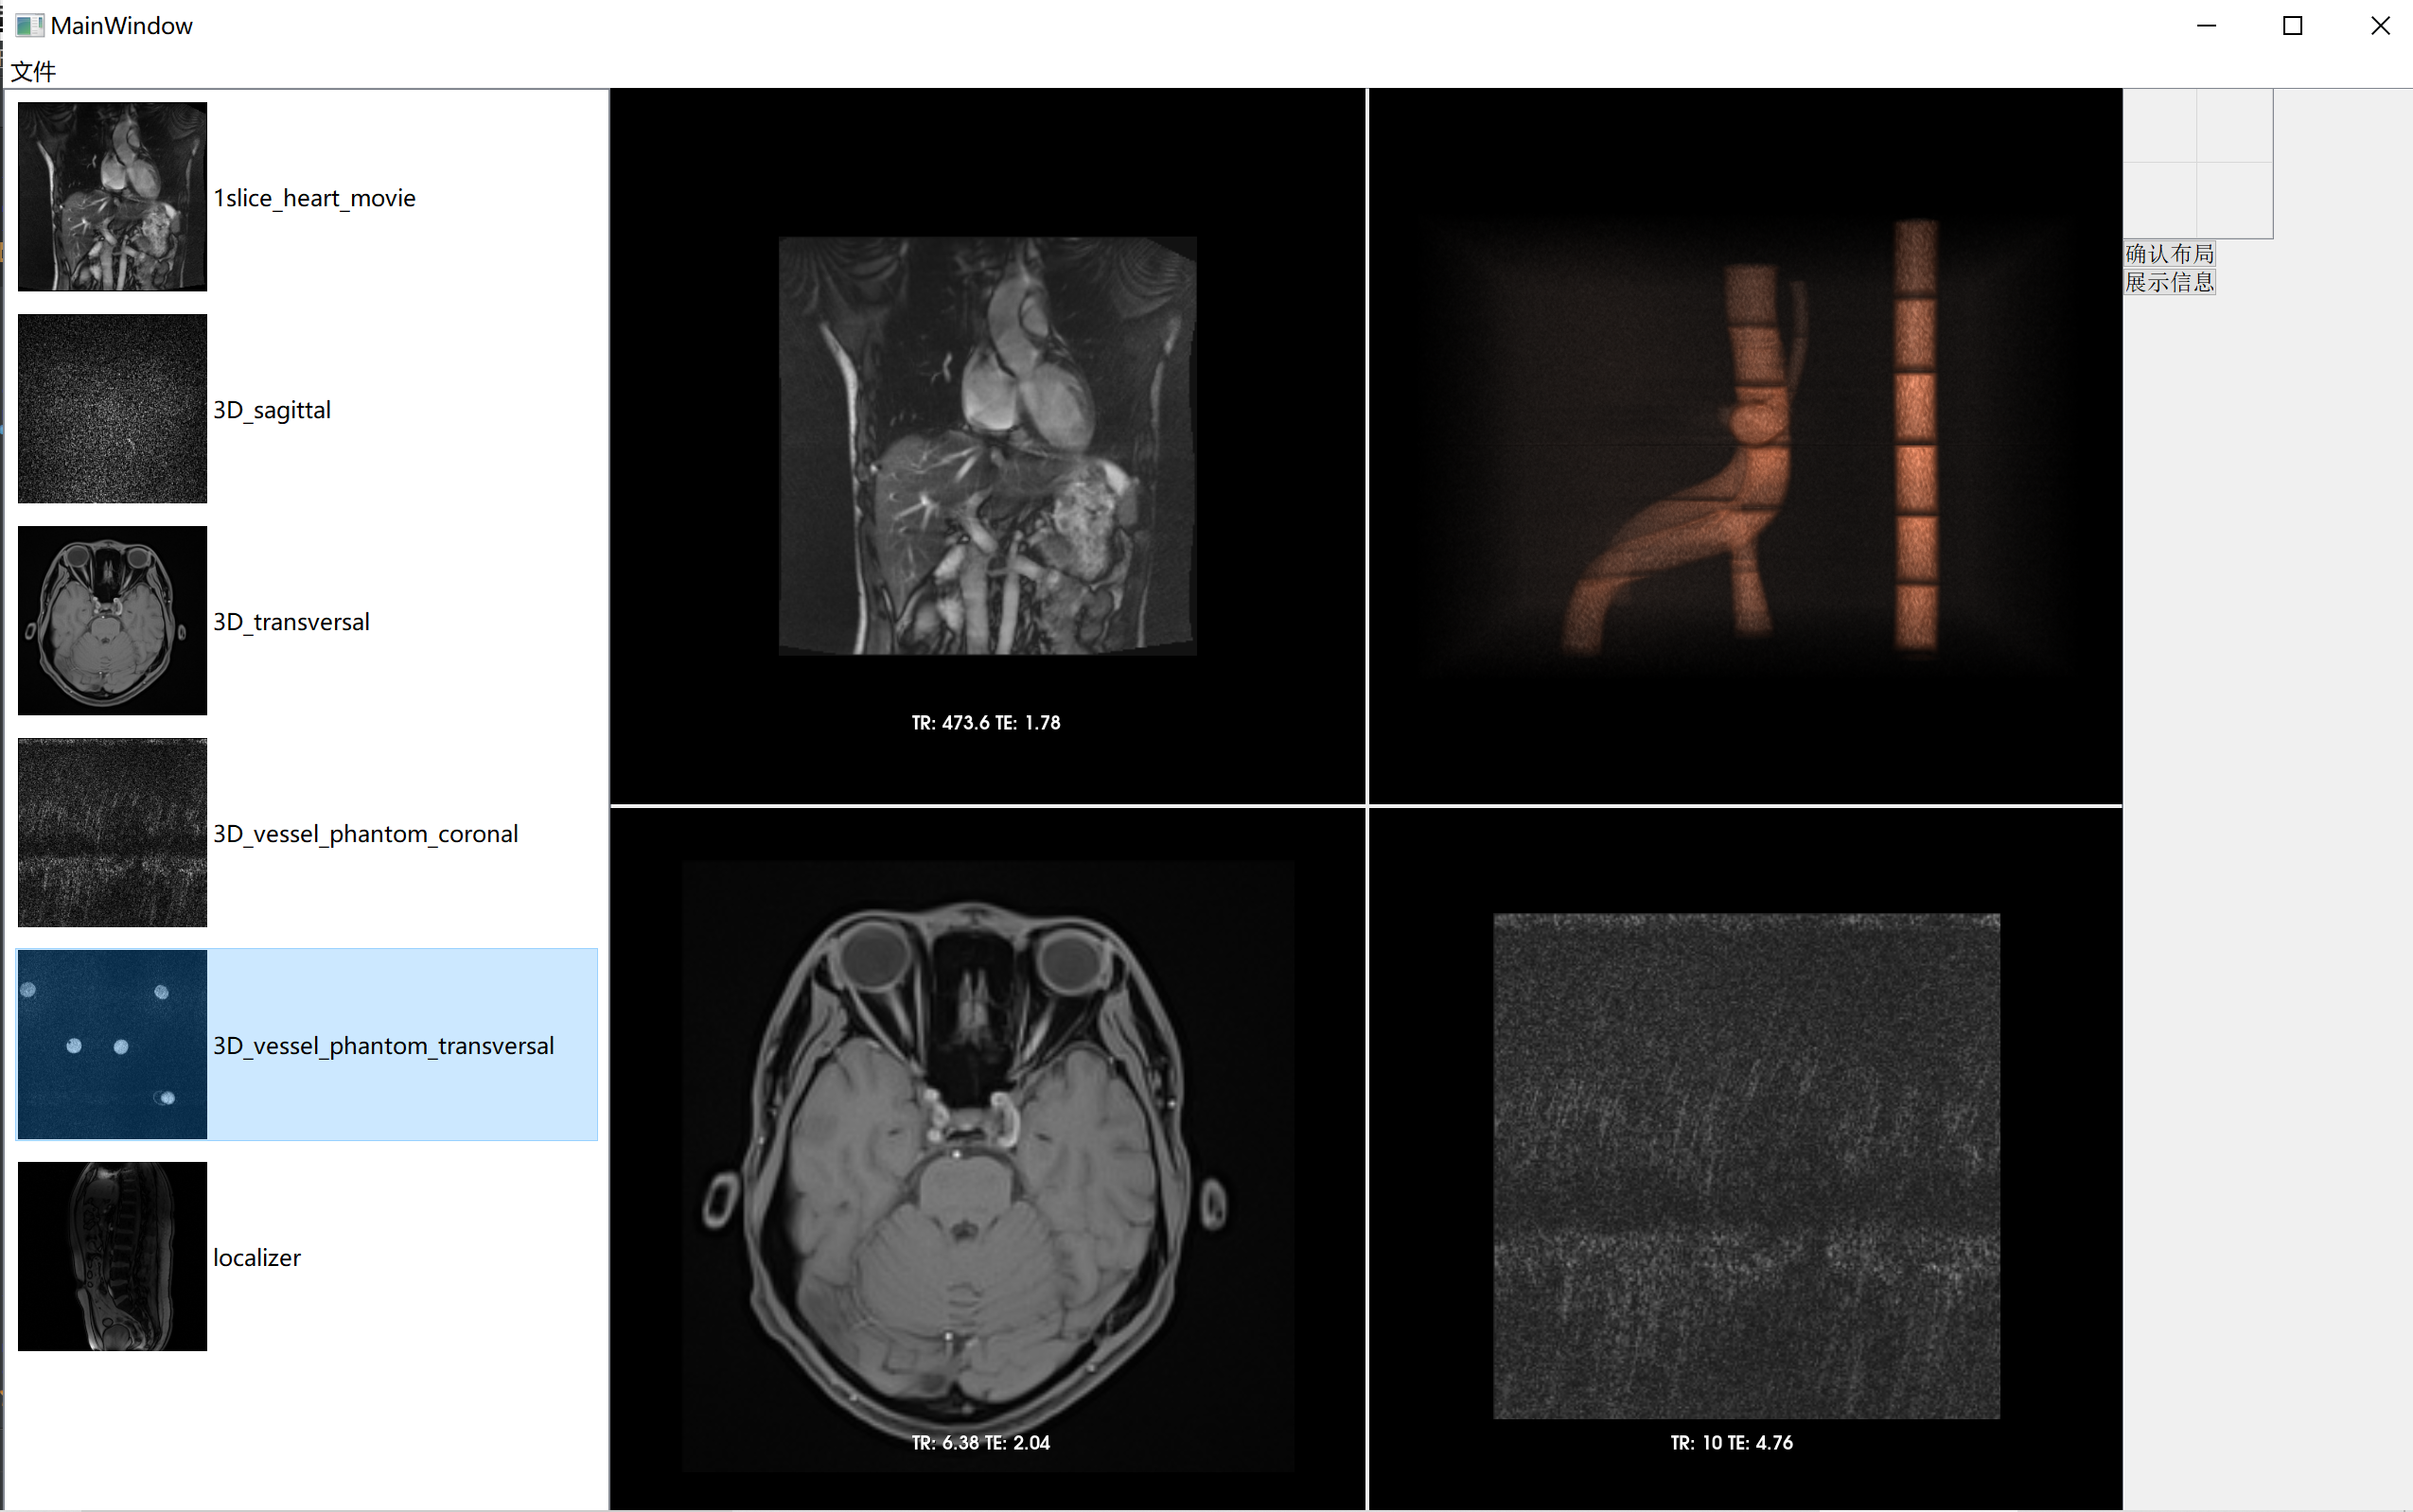 MainWindow
文件
1slice_heart_movie
3D_sagittal
3D_transversal
3D_vessel_phantom_coronal
3D_vessel_phantom_transversal
localizer
TR: 473.6 TE: 1.78
TR: 6.38 TE: 2.04
TR: 10 TE: 4.76
确认布局
展示信息